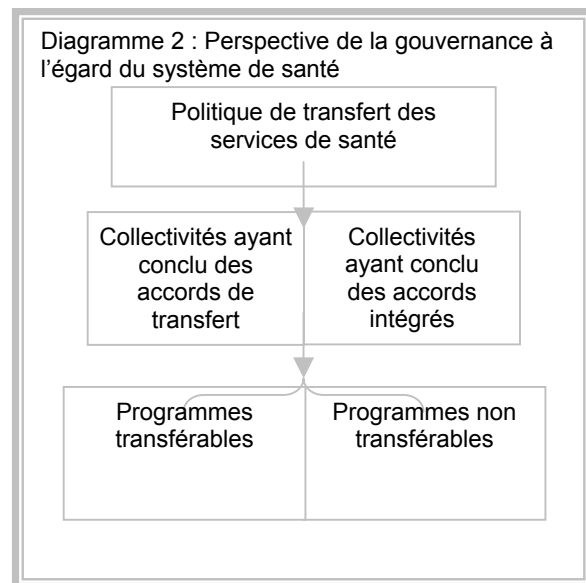 Diagramme 2 : Perspective de la gouvernance à
l'égard du système de santé
Politique de transfert des
services de santé
Collectivités ayant
conclu des
accords de
transfert
Collectivités
ayant conclu
des accords
intégrés
Programmes
transférables
Programmes non
transférables